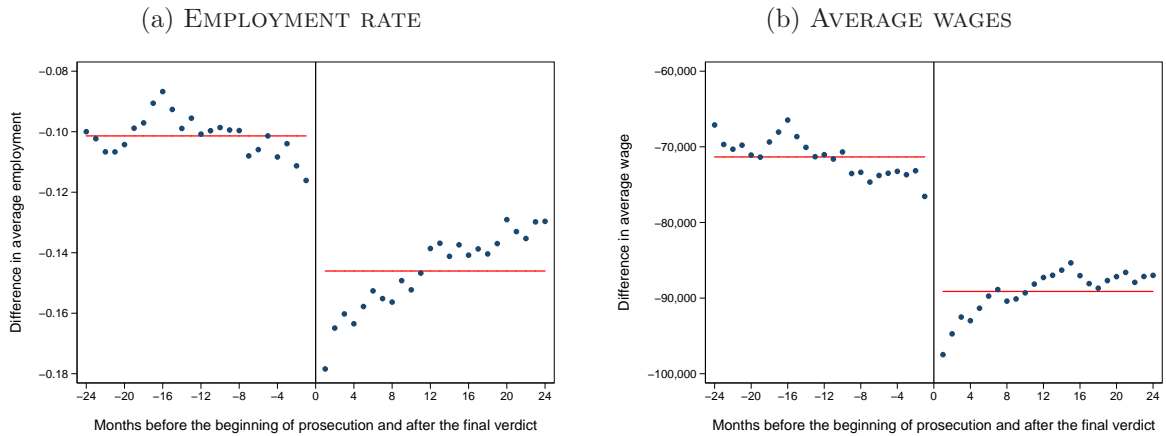 (a) EMPLOYMENT RATE
−0.08
−0.10
−0.12
−0.14
−0.16
−0.18
Difference in average employment
−24 −20 −16 −12 −8 −4 0 4 8 12 16 20 24
Months before the beginning of prosecution and after the final verdict
(b) AVERAGE WAGES
−60,000
−70,000
−80,000
−90,000
−100,000
Difference in average wage
−24 −20 −16 −12 −8 −4 0 4 8 12 16 20 24
Months before the beginning of prosecution and after the final verdict